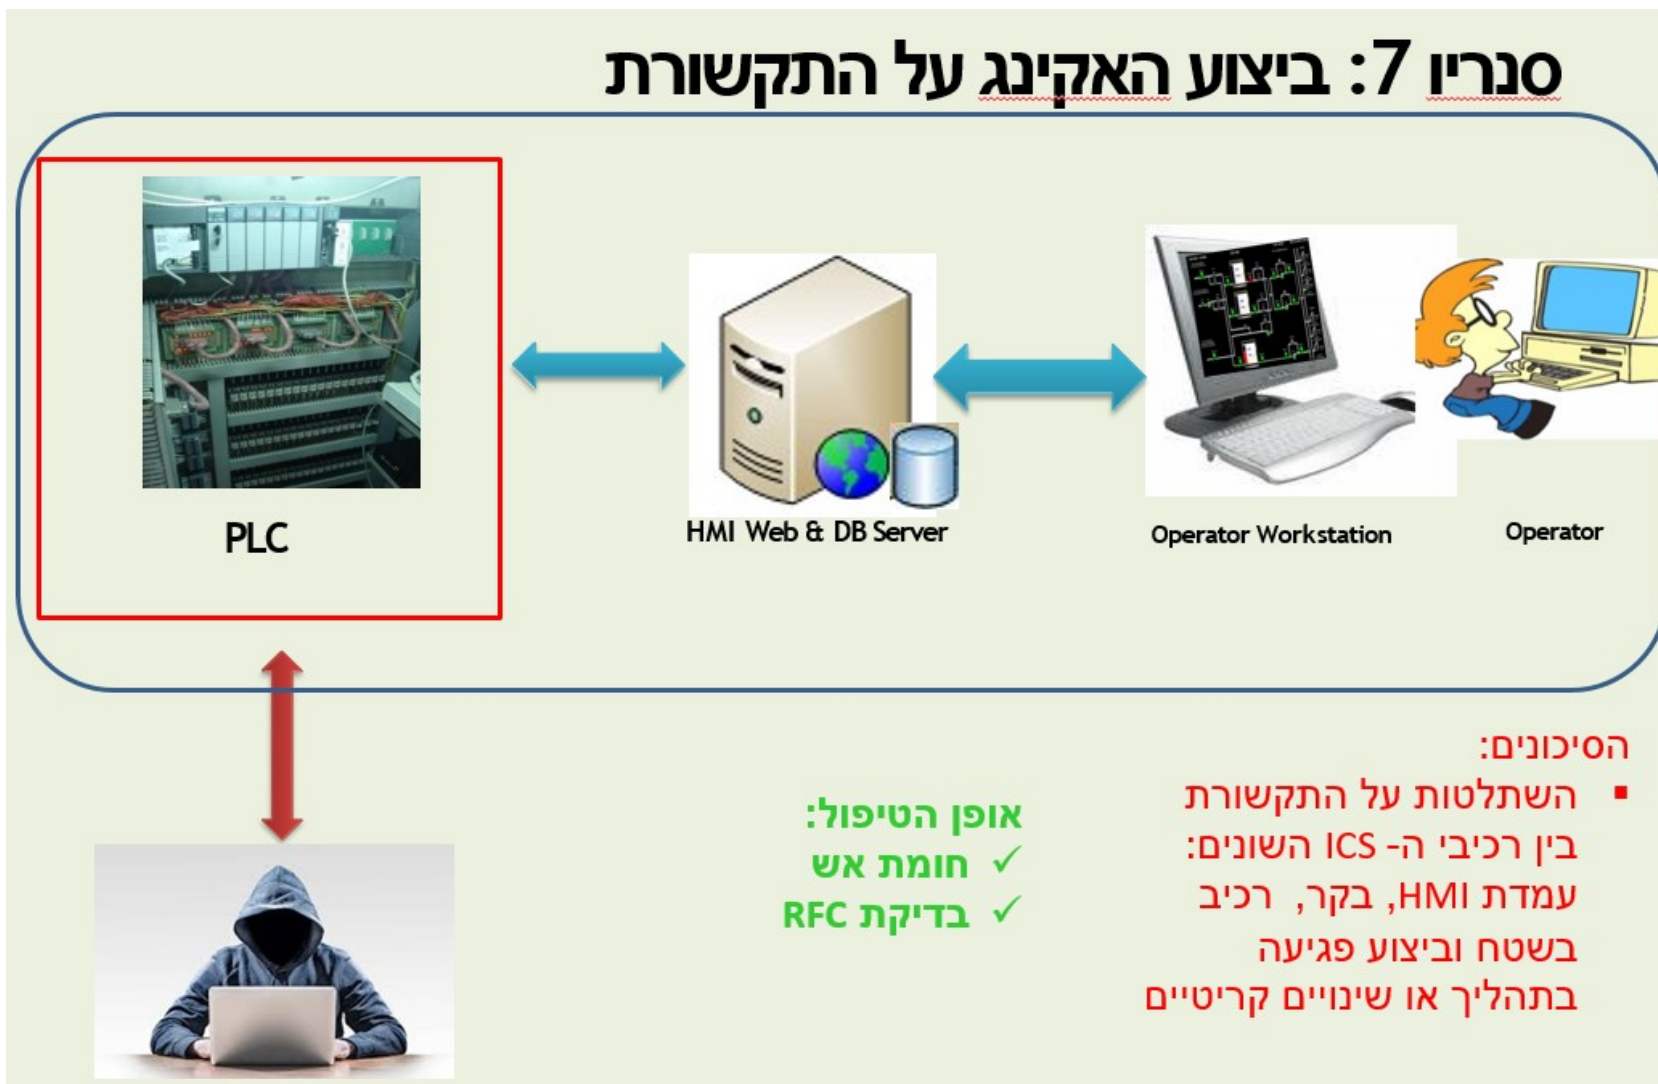 סנריו 7: ביצוע האקינג על התקשורת
PLC
HMI Web & DB Server
Operator Workstation
Operator
הסיכונים:
▪ השתלטות על התקשורת
בין רכיבי ה- ICS השונים:
עמדת HMI, בקר, רכיב
בשטח וביצוע פגיעה
בתהליך או שינויים קריטיים
אופן הטיפול:
✓ חומת אש
✓ בדיקת RFC